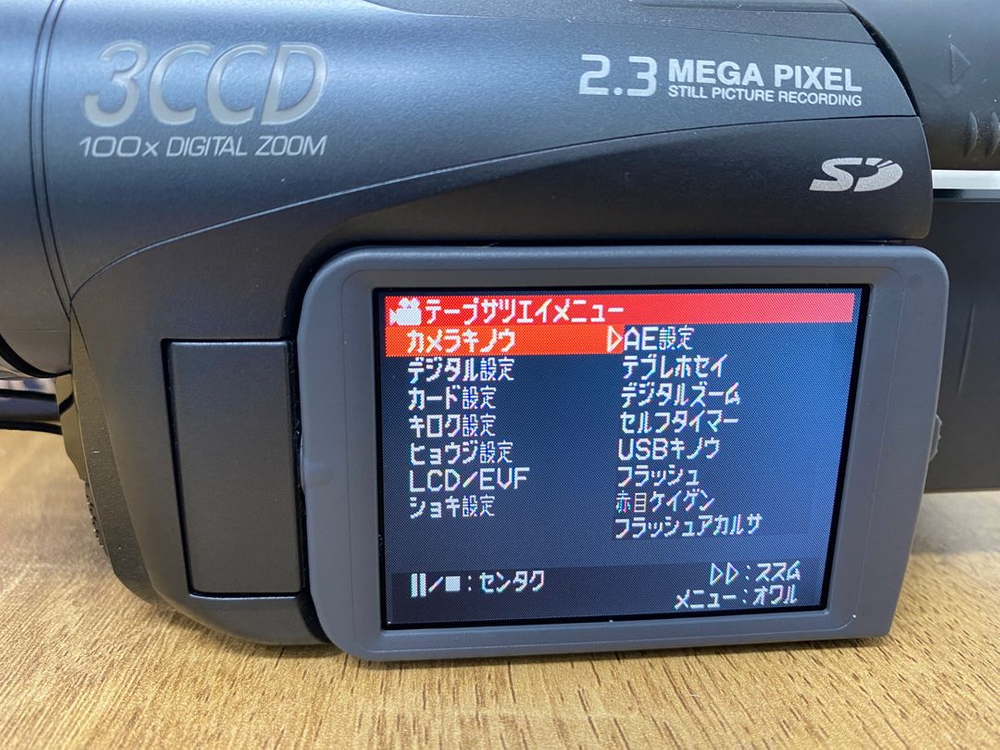 3CCD
100x DIGITAL ZOOM
2.3 MEGA PIXEL
STILL PICTURE RECORDING
SD
テープサツエイメニュー
カメラキノウ
デジタル設定
カード設定
キロク設定
ヒョウジ設定
LCD/EVF
ショキ設定
▷AE設定
テブレホセイ
デジタルズーム
セルフタイマー
USBキノウ
フラッシュ
赤目ケイゲン
フラッシュアカルサ
⏸/■:センタク
▷▷:ススム
メニュー:オワル